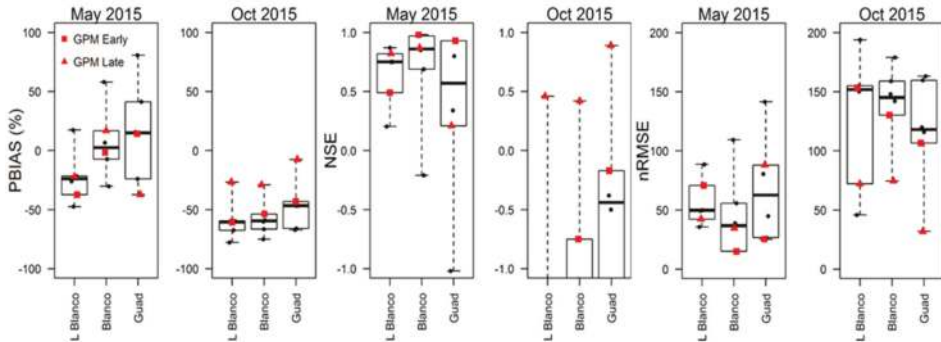 May 2015
Oct 2015
May 2015
Oct 2015
May 2015
Oct 2015
GPM Early
GPM Late
PBIAS (%)
100
50
0
-50
-100
L Blanco
Blanco
Guad
100
50
0
-50
-100
L Blanco
Blanco
Guad
NSE
1.0
0.5
0.0
-0.5
-1.0
L Blanco
Blanco
Guad
1.0
0.5
0.0
-0.5
-1.0
L Blanco
Blanco
Guad
nRMSE
200
150
100
50
0
L Blanco
Blanco
Guad
200
150
100
50
0
L Blanco
Blanco
Guad